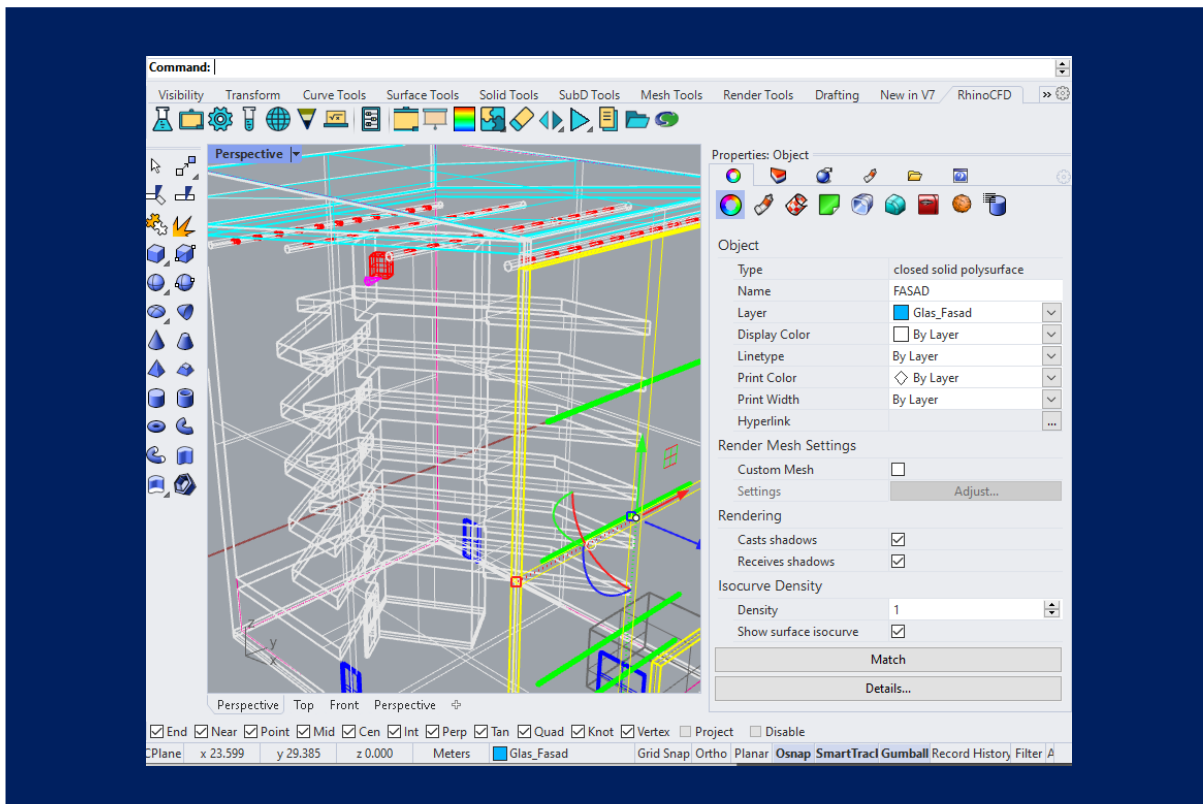 Command:
Visibility Transform Curve Tools Surface Tools Solid Tools SubD Tools Mesh Tools Render Tools Drafting New in V7 RhinoCFD »
Perspective
Properties: Object
Object
Type closed solid polysurface
Name FASAD
Layer Glas_Fasad
Display Color By Layer
Linetype By Layer
Print Color By Layer
Print Width By Layer
Hyperlink ...
Render Mesh Settings
Custom Mesh
Settings Adjust...
Rendering
Casts shadows
Receives shadows
Isocurve Density
Density 1
Show surface isocurve
Match
Details...
z
y
x
Perspective Top Front Perspective
End Near Point Mid Cen Int Perp Tan Quad Knot Vertex Project Disable
CPlane x 23.599 y 29.385 z 0.000 Meters Glas_Fasad Grid Snap Ortho Planar Osnap SmartTracl Gumball Record History Filter A